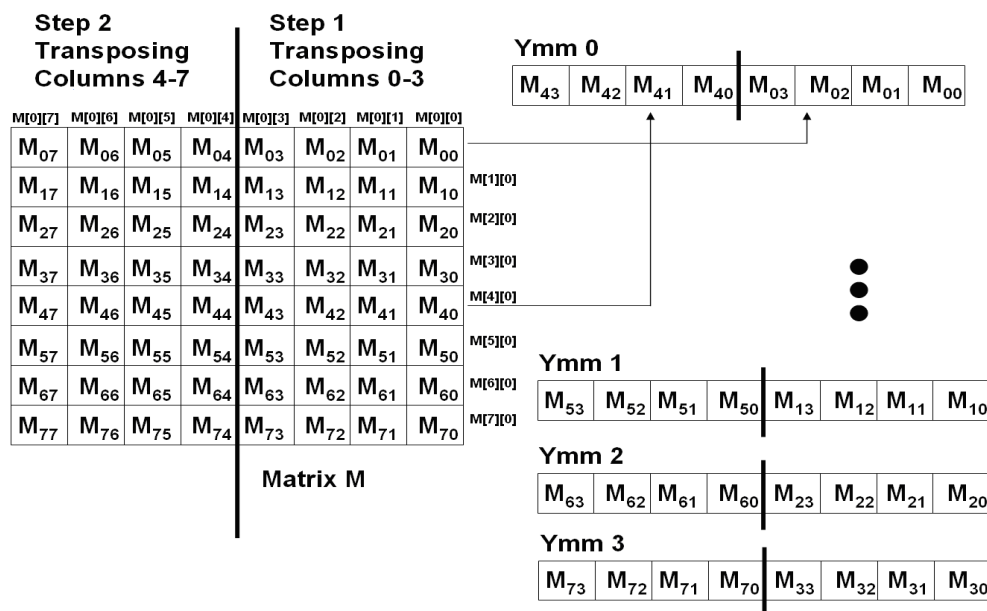 Step 2
Transposing
Columns 4-7
Step 1
Transposing
Columns 0-3
Ymm 0
M43 M42 M41 M40 M03 M02 M01 M00
M[0][7] M[0][6] M[0][5] M[0][4] M[0][3] M[0][2] M[0][1] M[0][0]
M07 M06 M05 M04 M03 M02 M01 M00
M17 M16 M15 M14 M13 M12 M11 M10
M[1][0]
M27 M26 M25 M24 M23 M22 M21 M20
M[2][0]
M37 M36 M35 M34 M33 M32 M31 M30
M[3][0]
M47 M46 M45 M44 M43 M42 M41 M40
M[4][0]
M57 M56 M55 M54 M53 M52 M51 M50
M[5][0]
M67 M66 M65 M64 M63 M62 M61 M60
M[6][0]
M77 M76 M75 M74 M73 M72 M71 M70
M[7][0]
Matrix M
Ymm 1
M53 M52 M51 M50 M13 M12 M11 M10
Ymm 2
M63 M62 M61 M60 M23 M22 M21 M20
Ymm 3
M73 M72 M71 M70 M33 M32 M31 M30